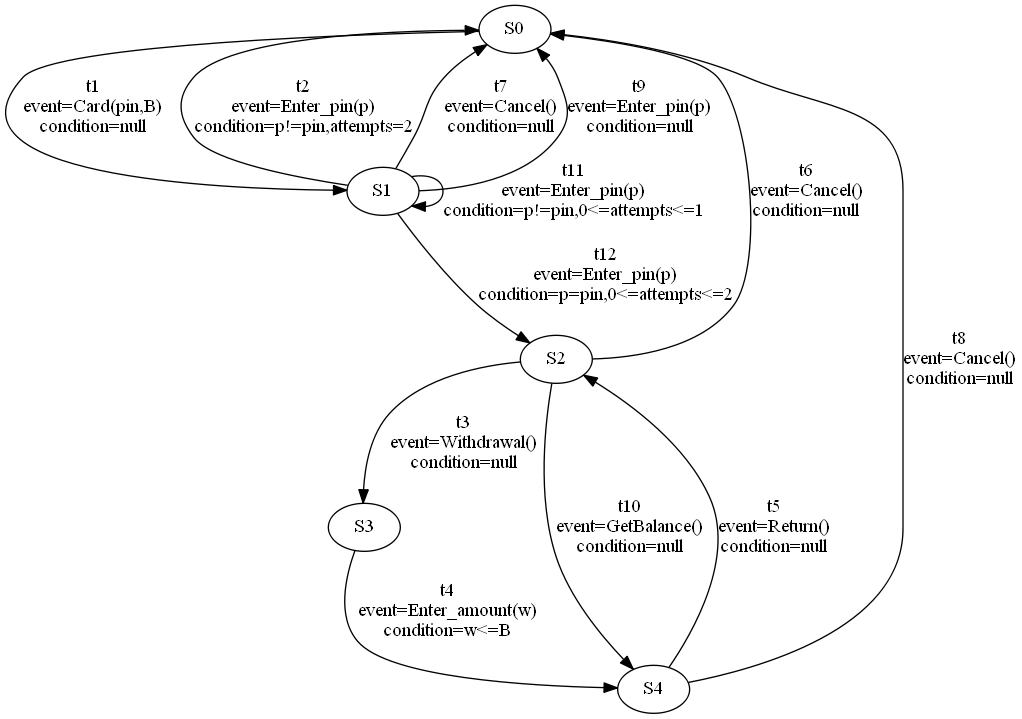 S0
t1
event=Card(pin,B)
condition=null
t2
event=Enter_pin(p)
condition=p!=pin,attempts=2
t7
event=Cancel()
condition=null
t9
event=Enter_pin(p)
condition=null
S1
t11
event=Enter_pin(p)
condition=p!=pin,0<=attempts<=1
t6
event=Cancel()
condition=null
t12
event=Enter_pin(p)
condition=p=pin,0<=attempts<=2
S2
t8
event=Cancel()
condition=null
t3
event=Withdrawal()
condition=null
S3
t10
event=GetBalance()
condition=null
t5
event=Return()
condition=null
t4
event=Enter_amount(w)
condition=w<=B
S4